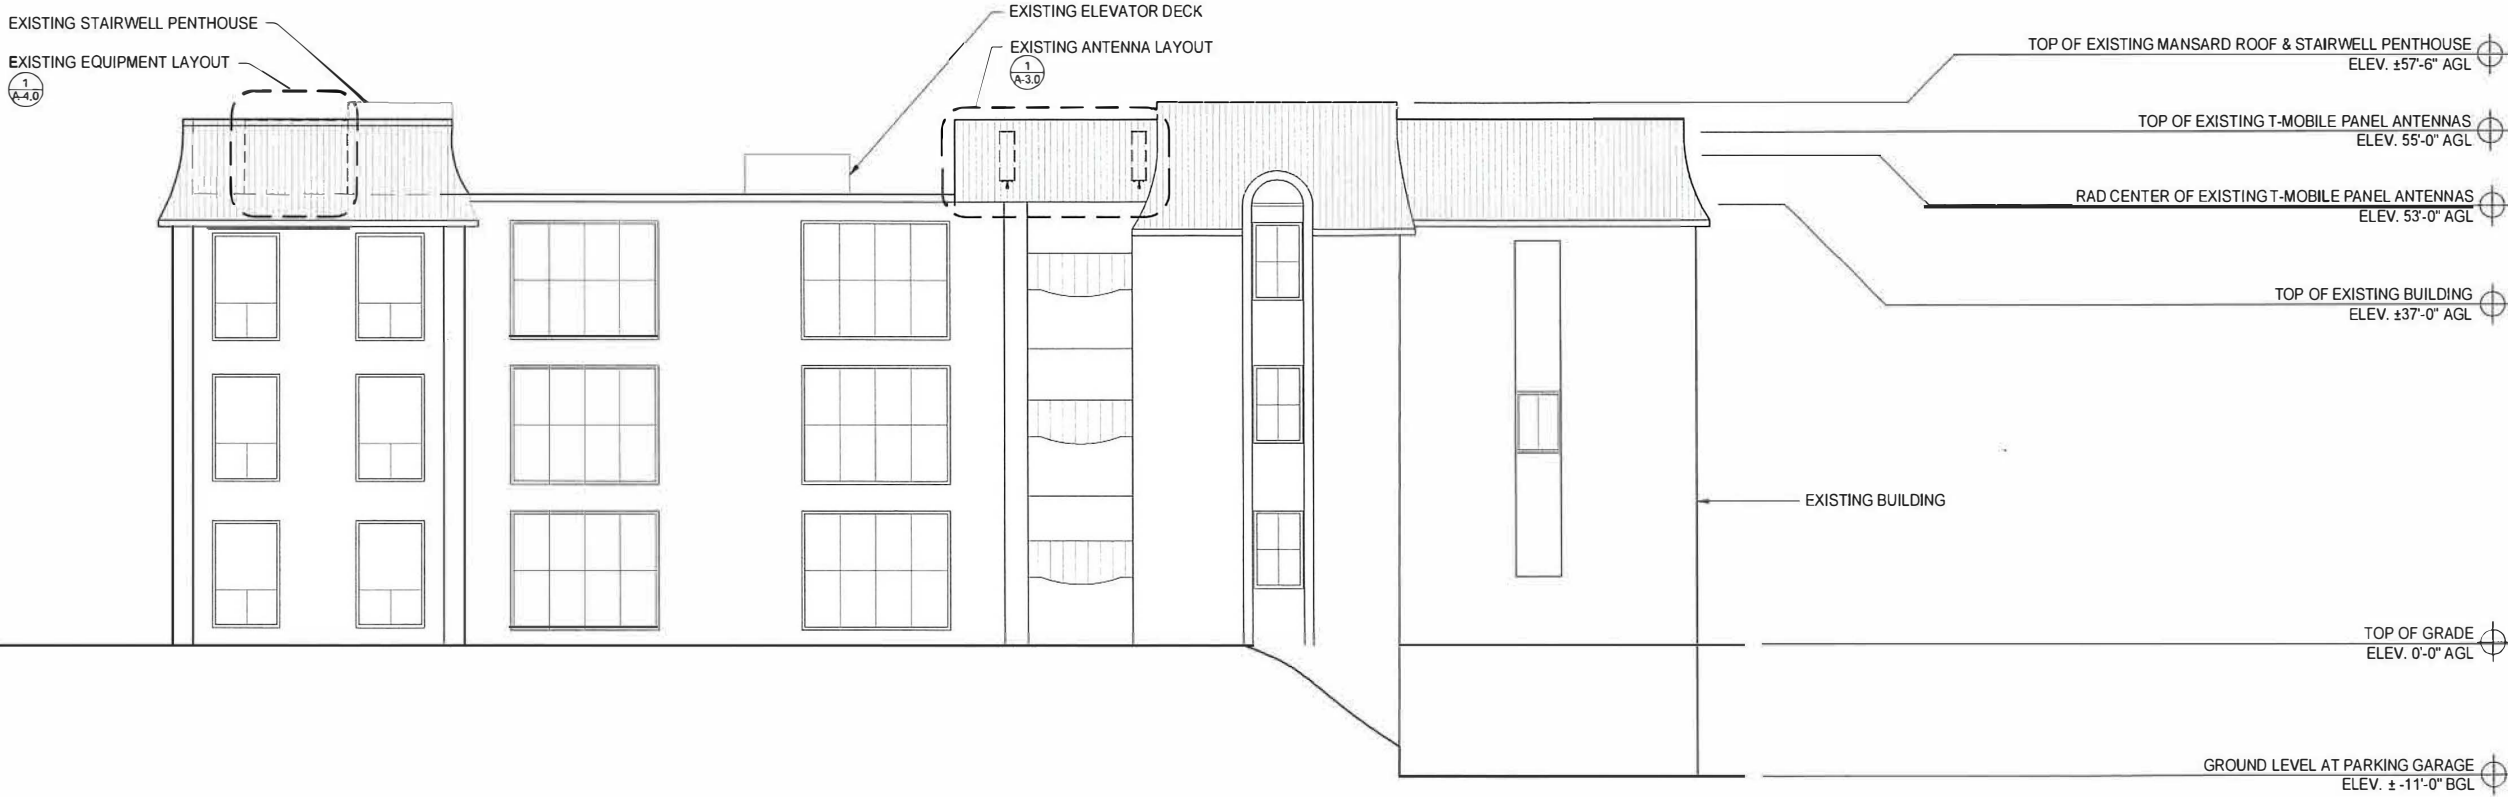 EXISTING STAIRWELL PENTHOUSE
EXISTING EQUIPMENT LAYOUT
1
A-4.0
EXISTING ELEVATOR DECK
EXISTING ANTENNA LAYOUT
1
A-3.0
TOP OF EXISTING MANSARD ROOF & STAIRWELL PENTHOUSE
ELEV. ±57'-6" AGL
TOP OF EXISTING T-MOBILE PANEL ANTENNAS
ELEV. 55'-0" AGL
RAD CENTER OF EXISTING T-MOBILE PANEL ANTENNAS
ELEV. 53'-0" AGL
TOP OF EXISTING BUILDING
ELEV. ±37'-0" AGL
EXISTING BUILDING
TOP OF GRADE
ELEV. 0'-0" AGL
GROUND LEVEL AT PARKING GARAGE
ELEV. ± -11'-0" BGL